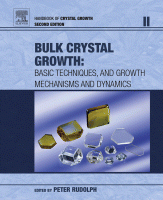 HANDBOOK OF CRYSTAL GROWTH
SECOND EDITION
II
BULK CRYSTAL
GROWTH:
BASIC TECHNIQUES, AND GROWTH
MECHANISMS AND DYNAMICS
EDITED BY PETER RUDOLPH